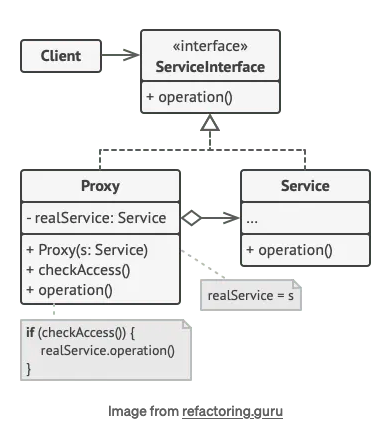 Client
«interface»
ServiceInterface
+ operation()
Proxy
- realService: Service
+ Proxy(s: Service)
+ checkAccess()
+ operation()
Service
...
+ operation()
realService = s
if (checkAccess()) {
realService.operation()
}
Image from refactoring.guru